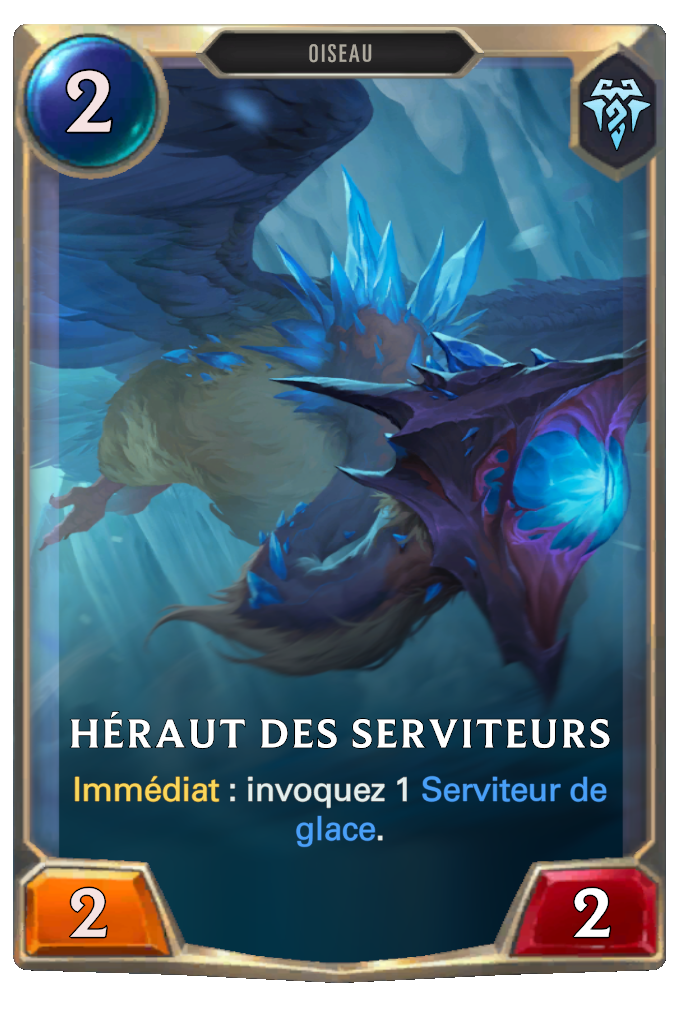 2
OISEAU
HÉRAUT DES SERVITEURS
Immédiat : invoquez 1 Serviteur de
glace.
2
2